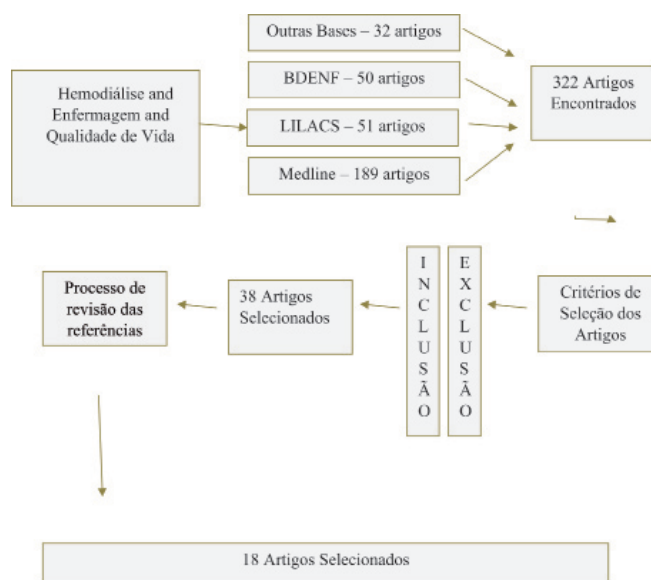 Outras Bases – 32 artigos
BDENF – 50 artigos
LILACS – 51 artigos
Medline – 189 artigos
Hemodiálise and
Enfermagem and
Qualidade de Vida
322 Artigos
Encontrados
Critérios de
Seleção dos
Artigos
E
X
C
L
U
S
Ã
O
I
N
C
L
U
S
Ã
O
38 Artigos
Selecionados
Processo de
revisão das
referências
18 Artigos Selecionados